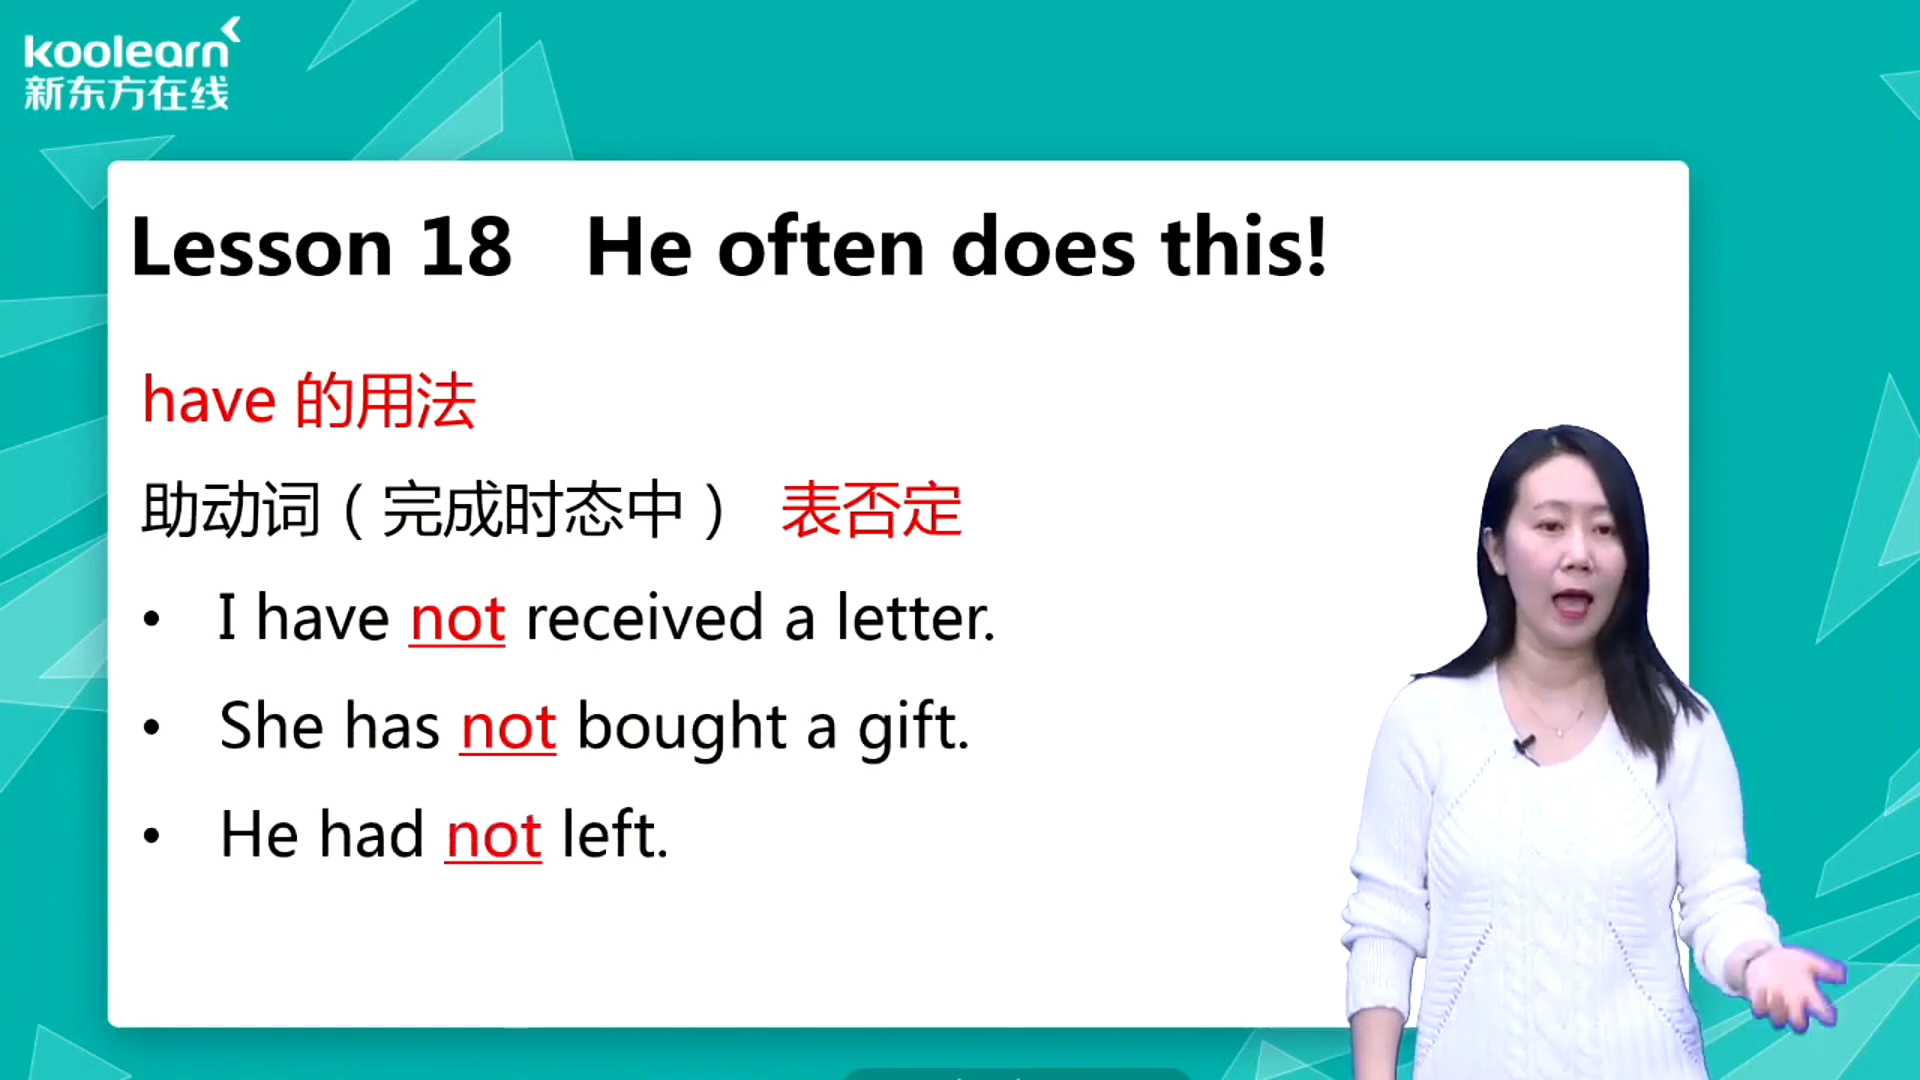 koolearn
新东方在线
Lesson 18 He often does this!
have 的用法
助动词（完成时态中） 表否定
• I have not received a letter.
• She has not bought a gift.
• He had not left.